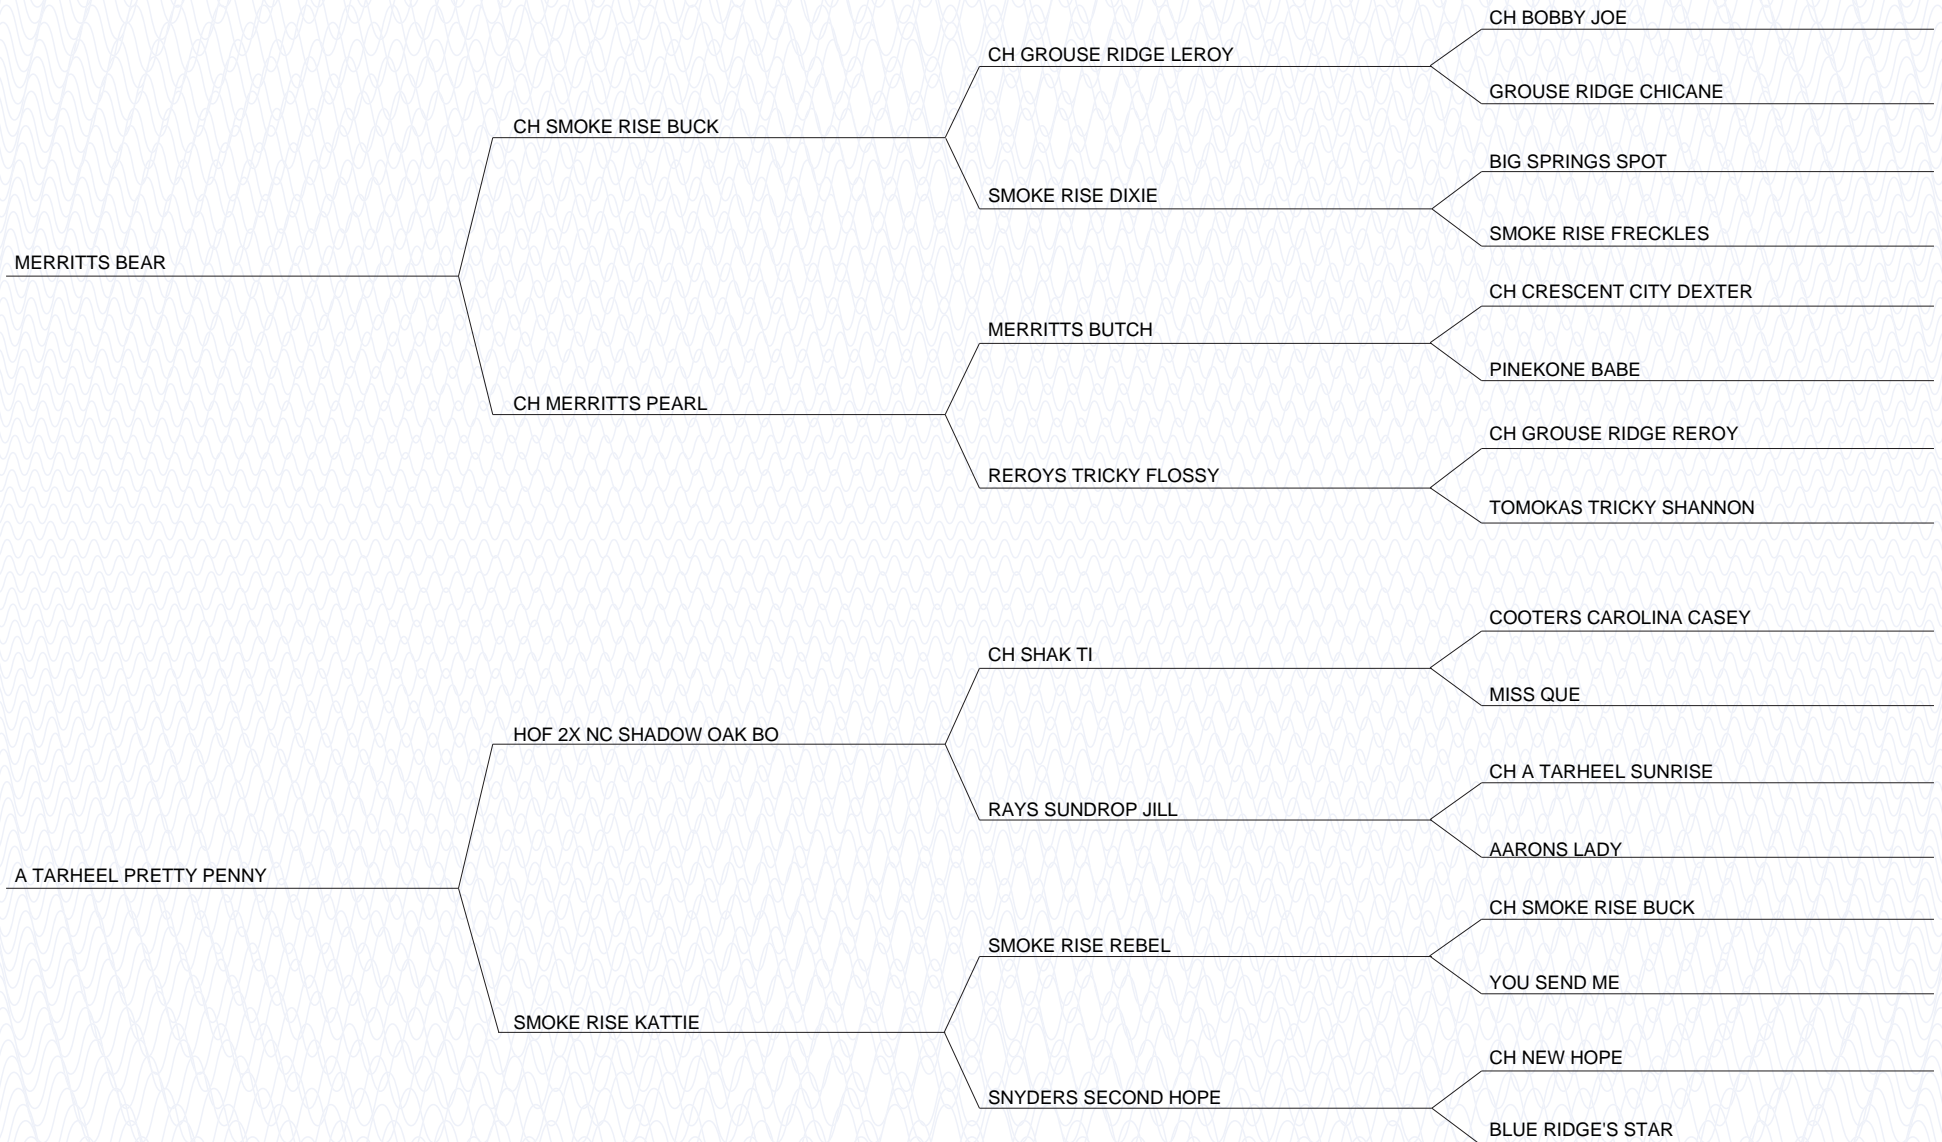 CH BOBBY JOE
CH GROUSE RIDGE LEROY
GROUSE RIDGE CHICANE
CH SMOKE RISE BUCK
BIG SPRINGS SPOT
SMOKE RISE DIXIE
SMOKE RISE FRECKLES
MERRITTS BEAR
CH CRESCENT CITY DEXTER
MERRITTS BUTCH
PINEKONE BABE
CH MERRITTS PEARL
CH GROUSE RIDGE REROY
REROYS TRICKY FLOSSY
TOMOKAS TRICKY SHANNON
COOTERS CAROLINA CASEY
CH SHAK TI
MISS QUE
HOF 2X NC SHADOW OAK BO
CH A TARHEEL SUNRISE
RAYS SUNDROP JILL
AARONS LADY
A TARHEEL PRETTY PENNY
CH SMOKE RISE BUCK
SMOKE RISE REBEL
YOU SEND ME
SMOKE RISE KATTIE
CH NEW HOPE
SNYDERS SECOND HOPE
BLUE RIDGE'S STAR